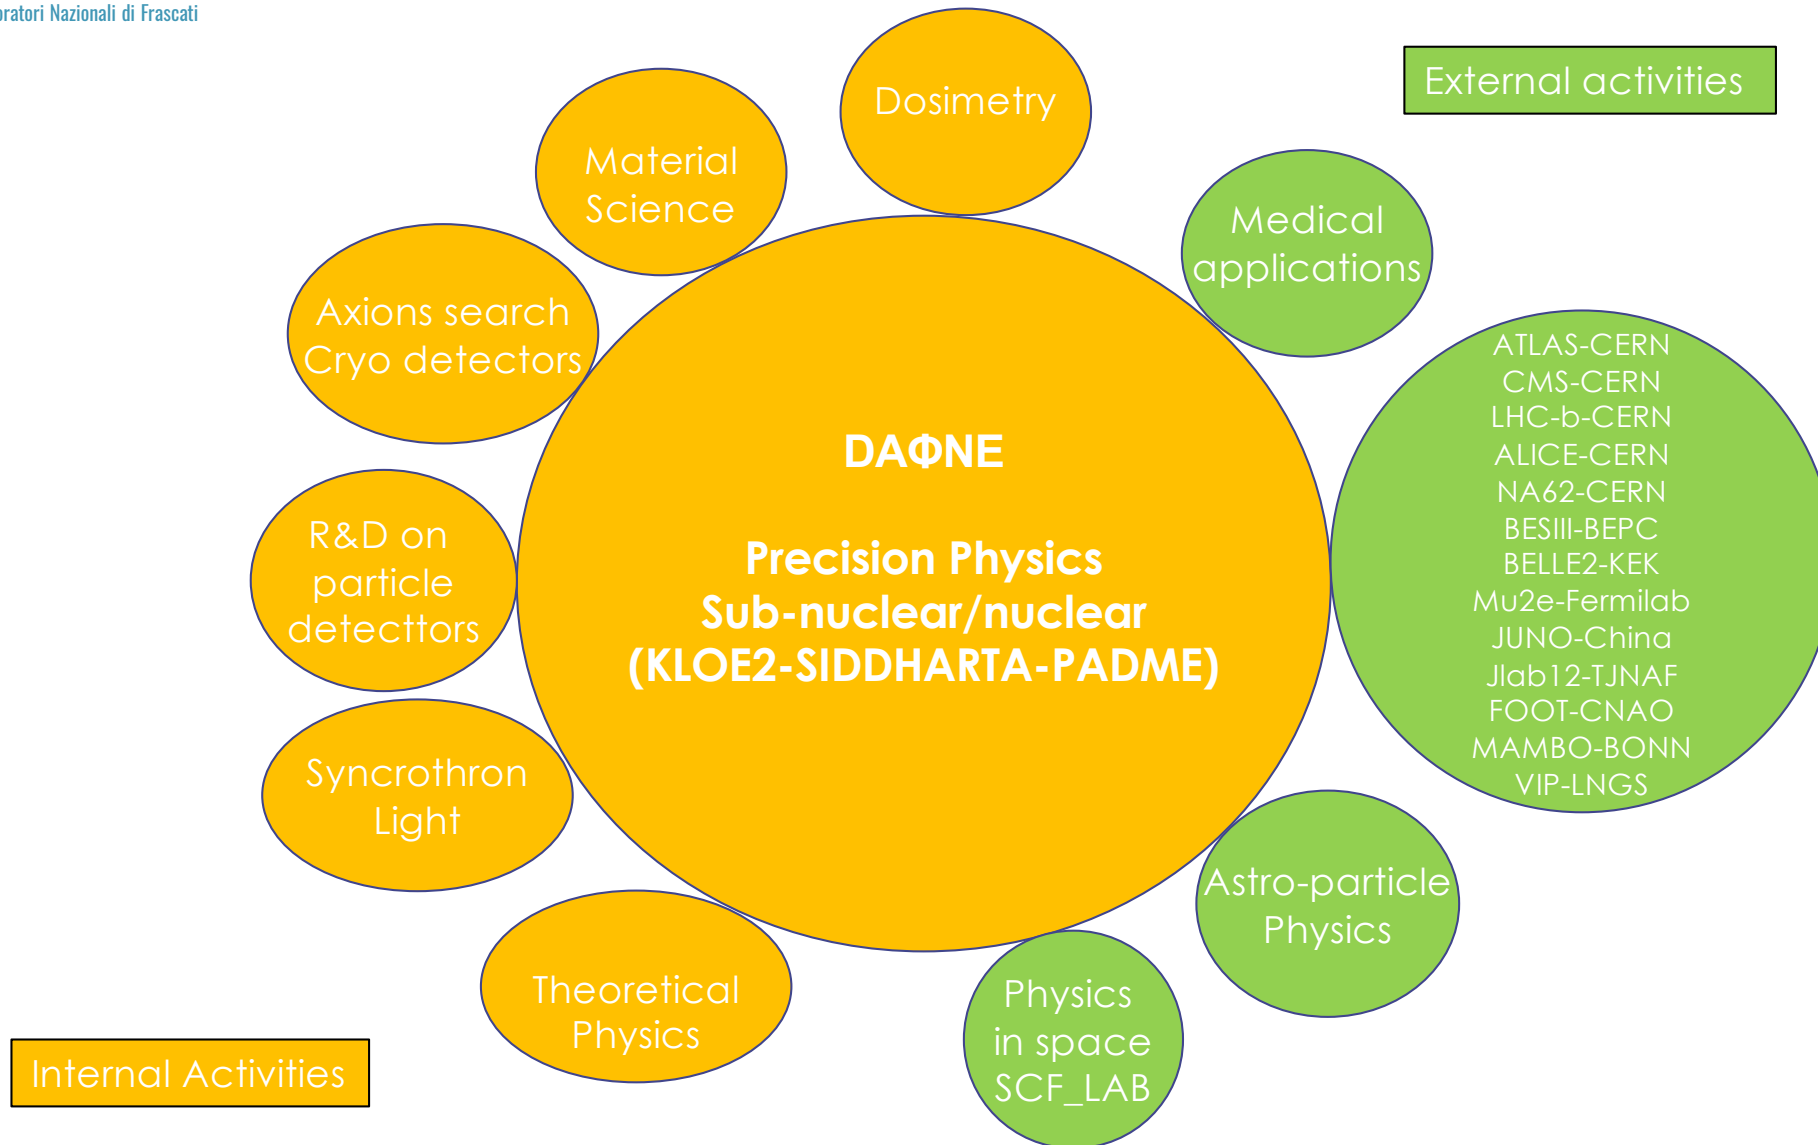 Nazionali di Frascati
External activities
Dosimetry
Material
Science
Medical
applications
Axions search
Cryo detectors
ATLAS-CERN
CMS-CERN
LHC-b-CERN
ALICE-CERN
NA62-CERN
BESIII-BEPC
BELLE2-KEK
Mu2e-Fermilab
JUNO-China
Jlab12-TJNAF
FOOT-CNAO
MAMBO-BONN
VIP-LNGS
DAΦNE
Precision Physics
Sub-nuclear/nuclear
(KLOE2-SIDDHARTA-PADME)
R&D on
particle
detecttors
Syncrothron
Light
Astro-particle
Physics
Theoretical
Physics
Physics
in space
SCF_LAB
Internal Activities